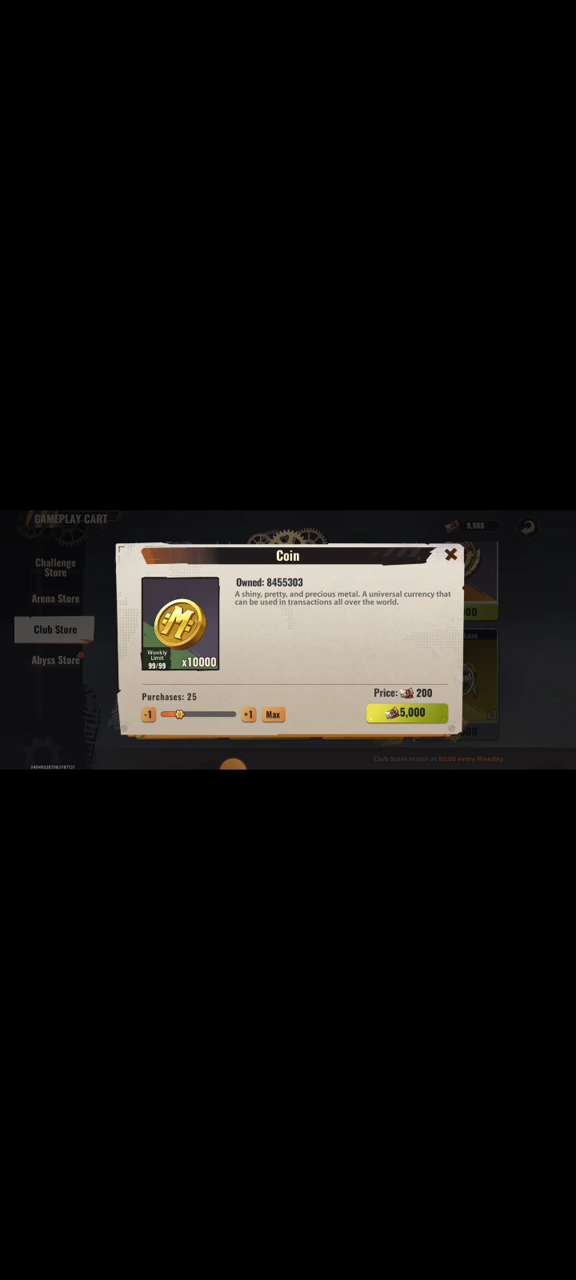 GAMEPLAY CART
9,980
Coin
Challenge
Store
Arena Store
Club Store
Abyss Store
Owned: 8455303
A shiny, pretty, and precious metal. A universal currency that
can be used in transactions all over the world.
Weekly
Limit
99/99
x10000
Purchases: 25
Price: 200
-1
+1
Max
5,000
Club Store resets at 05:00 every Monday.